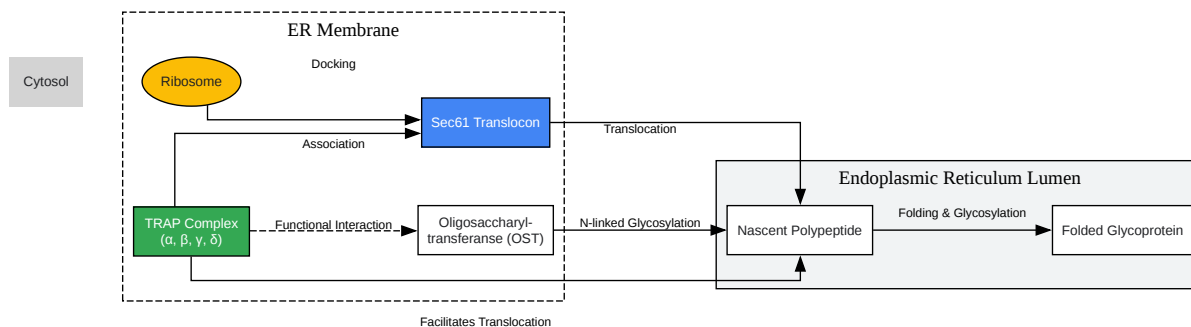 ER Membrane
Docking
Cytosol
Ribosome
Sec61 Translocon
Translocation
Association
Endoplasmic Reticulum Lumen
TRAP Complex
(α, β, γ, δ)
Functional Interaction
Oligosaccharyl-
transferanse (OST)
N-linked Glycosylation
Nascent Polypeptide
Folding & Glycosylation
Folded Glycoprotein
Facilitates Translocation